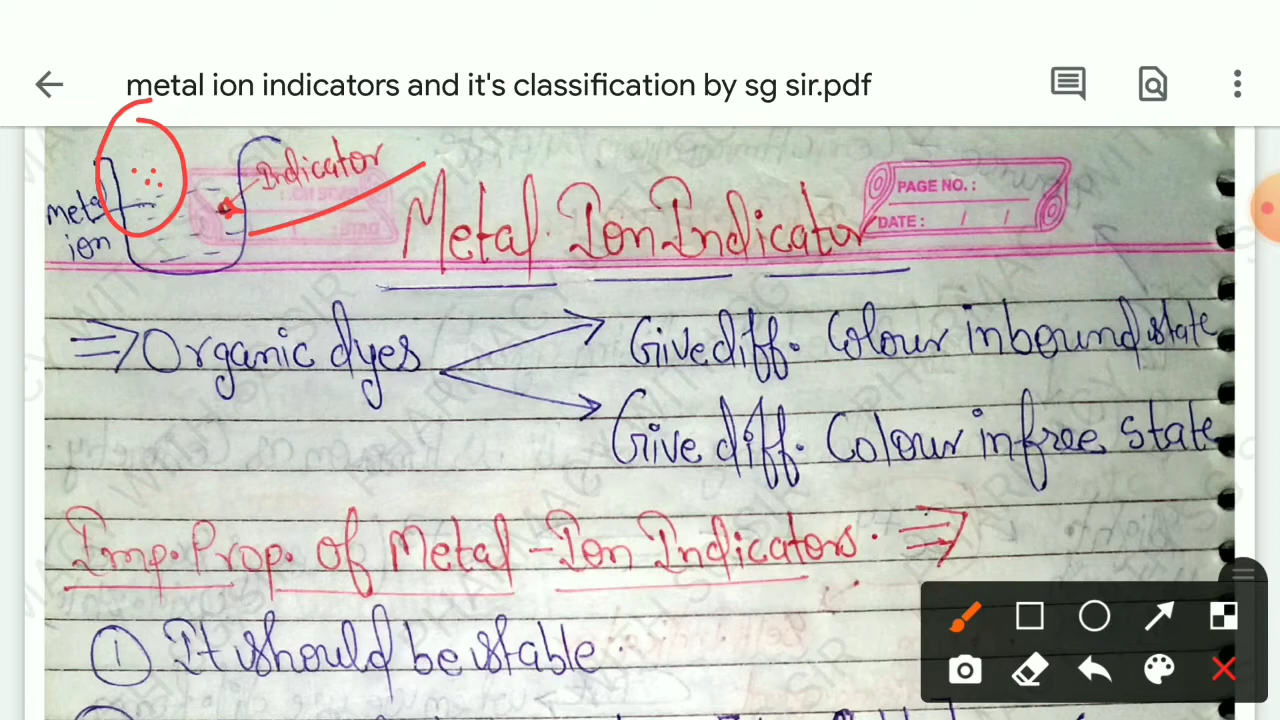 metal ion indicators and it's classification by sg sir.pdf
Indicator
metal
ion
Metal Ion Indicator
PAGE NO. :
DATE : / /
⇒ Organic dyes
Give diff. Colour in bound state
Give diff. Colour in free state
Imp. Prop. of Metal-Ion Indicators. ⇒
① It should be stable.